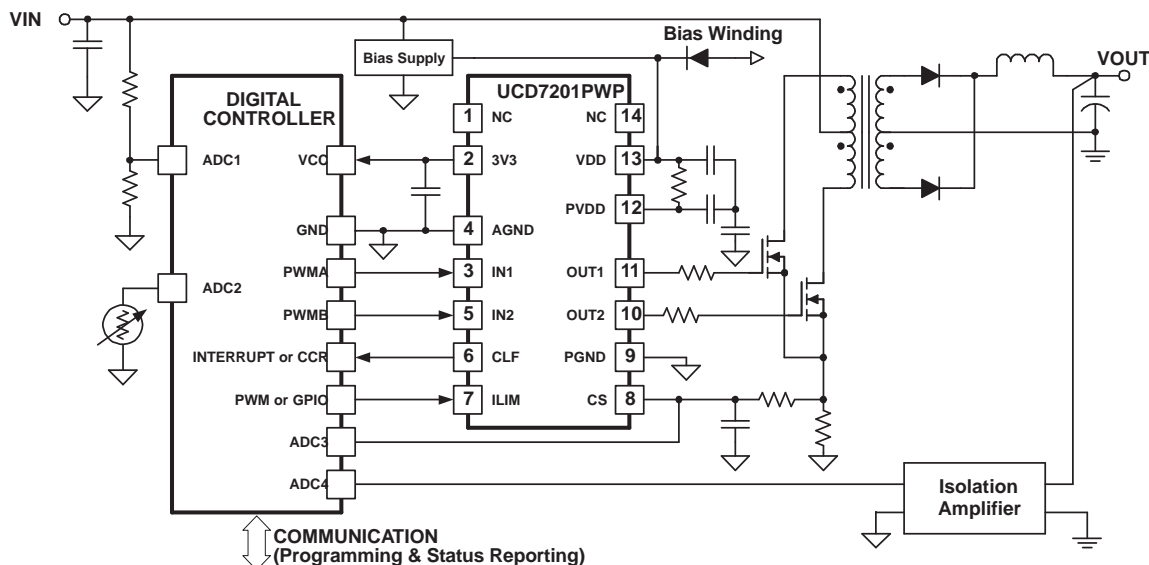 VIN
Bias Winding
Bias Supply
VOUT
DIGITAL
CONTROLLER
UCD7201PWP
1 NC
NC 14
ADC1
VCC
2 3V3
VDD 13
PVDD 12
GND
4 AGND
ADC2
PWMA
3 IN1
OUT1 11
PWMB
5 IN2
OUT2 10
INTERRUPT or CCR
6 CLF
PGND 9
PWM or GPIO
7 ILIM
CS 8
ADC3
ADC4
Isolation
Amplifier
COMMUNICATION
(Programming & Status Reporting)